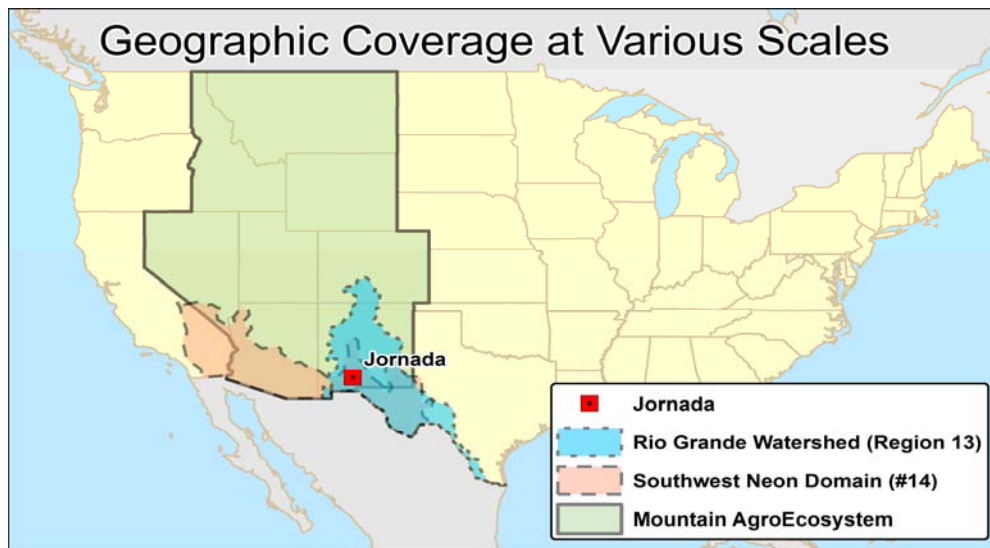 Geographic Coverage at Various Scales
Jornada
Jornada
Rio Grande Watershed (Region 13)
Southwest Neon Domain (#14)
Mountain AgroEcosystem